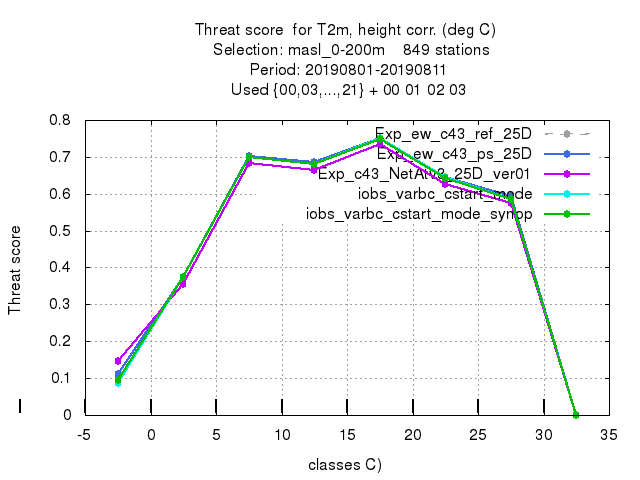 Threat score  for T2m, height corr. (deg C)
Selection: masl_0-200m    849 stations
Period: 20190801-20190811
Used {00,03,...,21} + 00 01 02 03
0.8
0.7
0.6
0.5
0.4
0.3
0.2
0.1
0
Threat score
Exp_ew_c43_ref_25D
Exp_ew_c43_ps_25D
Exp_c43_NetAtv3_25D_ver01
iobs_varbc_cstart_mode
iobs_varbc_cstart_mode_synop
-5 0 5 10 15 20 25 30 35
classes C)